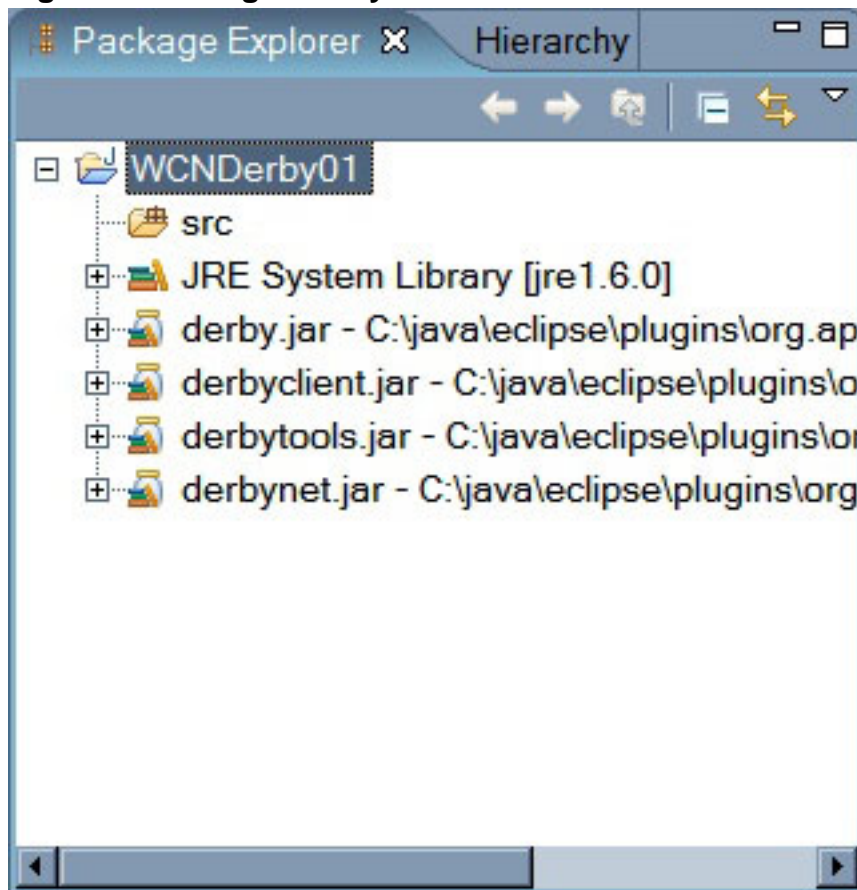 Package Explorer Hierarchy
WCNDerby01
src
JRE System Library [jre1.6.0]
derby.jar - C:\java\eclipse\plugins\org.ap
derbyclient.jar - C:\java\eclipse\plugins\o
derbytools.jar - C:\java\eclipse\plugins\or
derbynet.jar - C:\java\eclipse\plugins\org